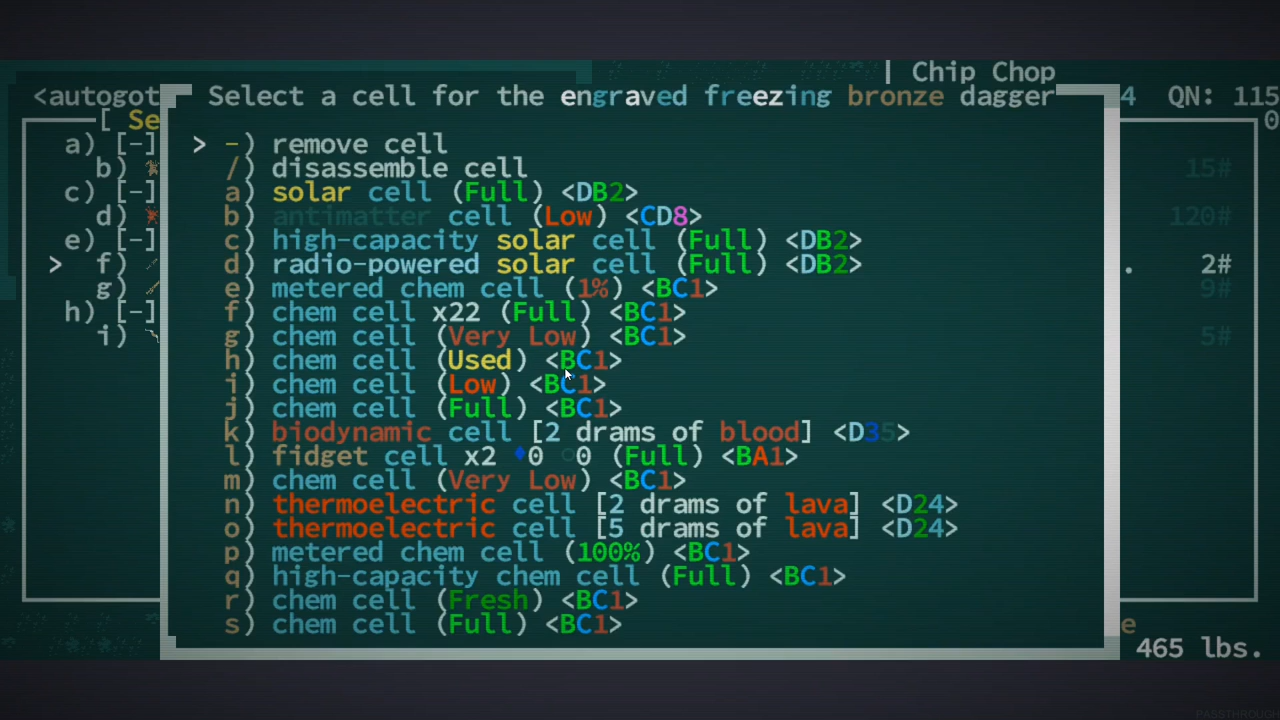 | Chip Chop
<autogot
Select a cell for the engraved freezing bronze dagger
4 QN: 115
[ Se
0
a) [-]
> -) remove cell
b)
/) disassemble cell
15#
c) [-]
a) solar cell (Full) <DB2>
d)
b) antimatter cell (Low) <CD8>
120#
e) [-]
c) high-capacity solar cell (Full) <DB2>
> f)
d) radio-powered solar cell (Full) <DB2>
. 2#
g)
e) metered chem cell (1%) <BC1>
9#
h) [-]
f) chem cell x22 (Full) <BC1>
i)
g) chem cell (Very Low) <BC1>
5#
h) chem cell (Used) <BC1>
i) chem cell (Low) <BC1>
j) chem cell (Full) <BC1>
k) biodynamic cell [2 drams of blood] <D35>
l) fidget cell x2 ♦0 ○0 (Full) <BA1>
m) chem cell (Very Low) <BC1>
n) thermoelectric cell [2 drams of lava] <D24>
o) thermoelectric cell [5 drams of lava] <D24>
p) metered chem cell (100%) <BC1>
q) high-capacity chem cell (Full) <BC1>
r) chem cell (Fresh) <BC1>
s) chem cell (Full) <BC1>
e
465 lbs.